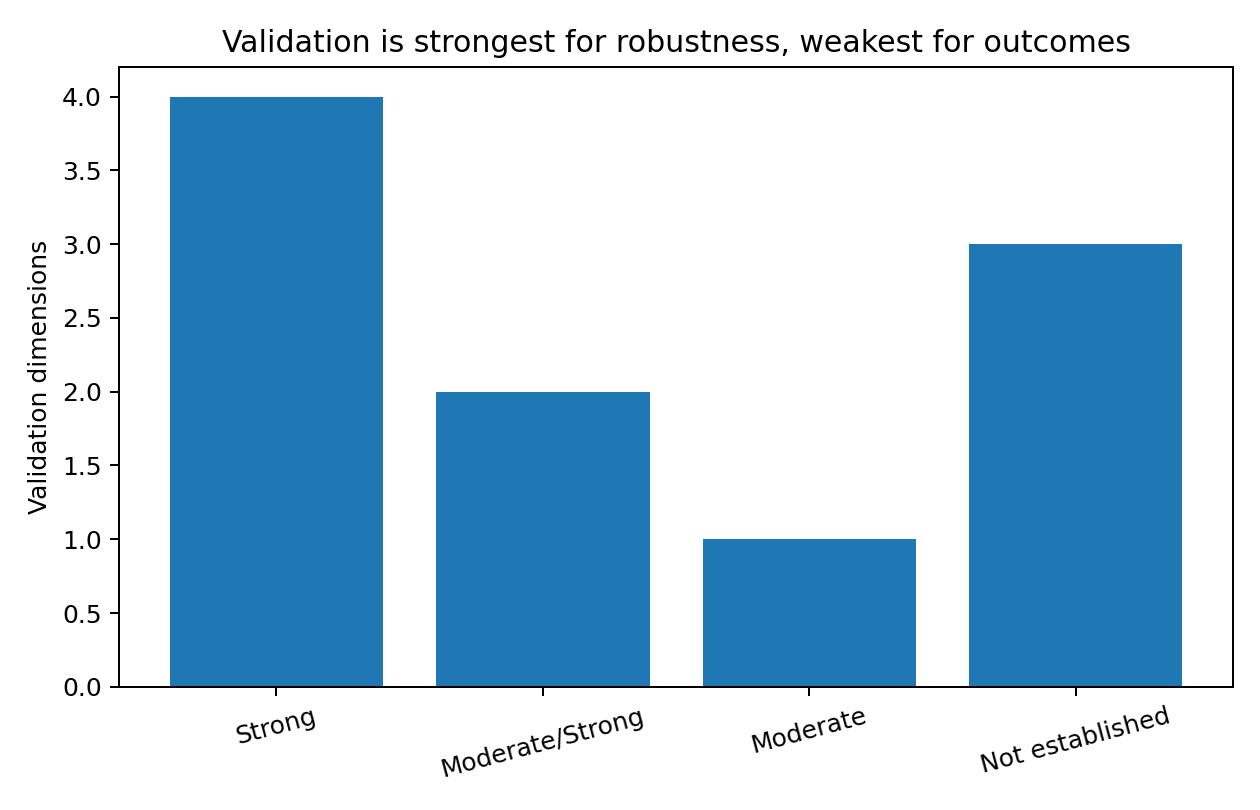 Validation is strongest for robustness, weakest for outcomes
Validation dimensions
4.0
3.5
3.0
2.5
2.0
1.5
1.0
0.5
0.0
Strong
Moderate/Strong
Moderate
Not established